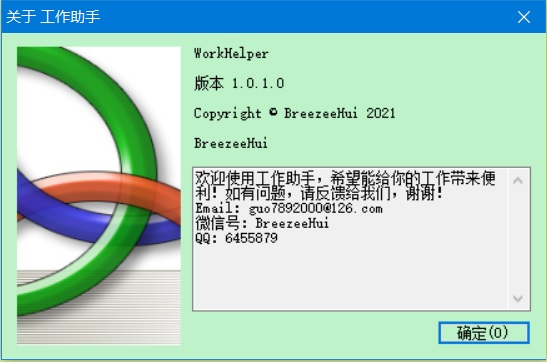 关于 工作助手
WorkHelper
版本 1.0.1.0
Copyright © BreezeeHui 2021
BreezeeHui
欢迎使用工作助手，希望能给你的工作带来便
利！如有问题，请反馈给我们，谢谢！
Email: guo7892000@126.com
微信号: BreezeeHui
QQ: 6455879
确定(O)